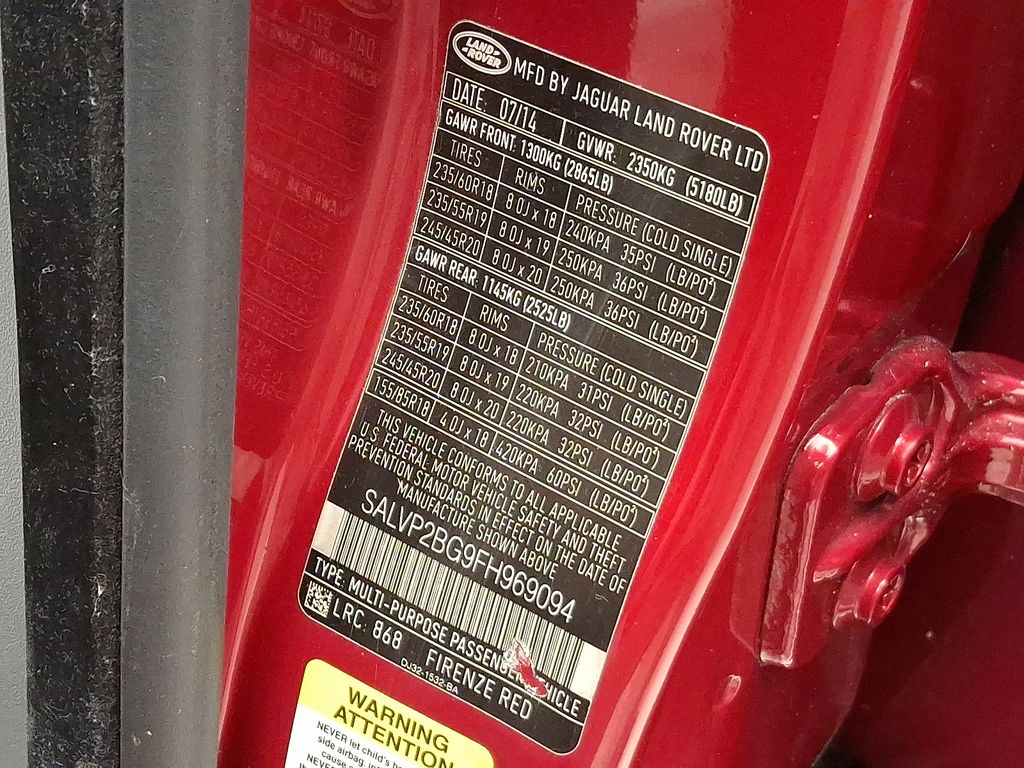 LAND ROVER
MFD BY JAGUAR LAND ROVER LTD
DATE: 07/14 GVWR: 2350KG (5180LB)
GAWR FRONT: 1300KG (2865LB)
TIRES RIMS PRESSURE (COLD SINGLE)
235/60R18 8.0J x 18 240KPA 35PSI (LB/PO²)
235/55R19 8.0J x 19 250KPA 36PSI (LB/PO²)
245/45R20 8.0J x 20 250KPA 36PSI (LB/PO²)
GAWR REAR: 1145KG (2525LB)
TIRES RIMS PRESSURE (COLD SINGLE)
235/60R18 8.0J x 18 210KPA 31PSI (LB/PO²)
235/55R19 8.0J x 19 220KPA 32PSI (LB/PO²)
245/45R20 8.0J x 20 220KPA 32PSI (LB/PO²)
155/85R18 4.0J x 18 420KPA 60PSI (LB/PO²)
THIS VEHICLE CONFORMS TO ALL APPLICABLE
U.S. FEDERAL MOTOR VEHICLE SAFETY AND THEFT
PREVENTION STANDARDS IN EFFECT ON THE DATE OF
MANUFACTURE SHOWN ABOVE
SALVP2BG9FH969094
TYPE: MULTI-PURPOSE PASSENGER VEHICLE
LRC: 868 FIRENZE RED
DJ32-1532-BA
WARNING
ATTENTION
NEVER let child's
side airbag
cause
NEVER